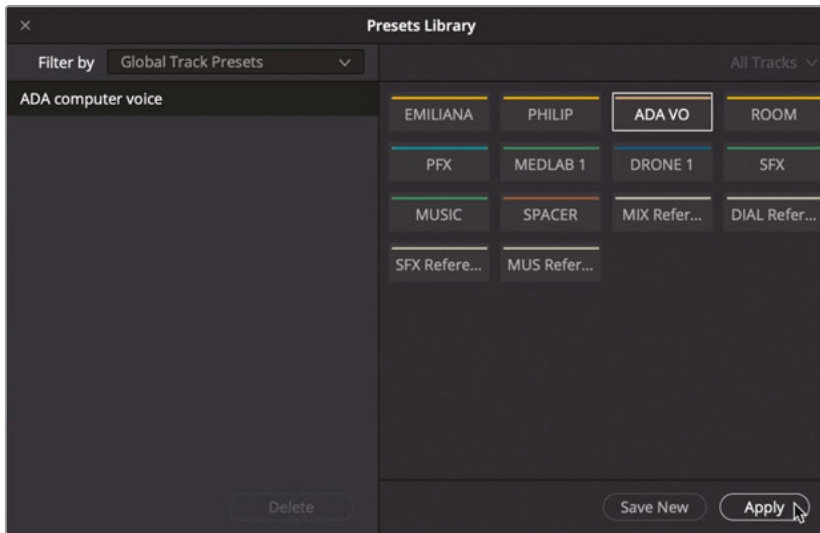 Presets Library
Filter by Global Track Presets
All Tracks
ADA computer voice
EMILIANA PHILIP ADA VO ROOM
PFX MEDLAB 1 DRONE 1 SFX
MUSIC SPACER MIX Refer... DIAL Refer...
SFX Refere... MUS Refer...
Delete Save New Apply